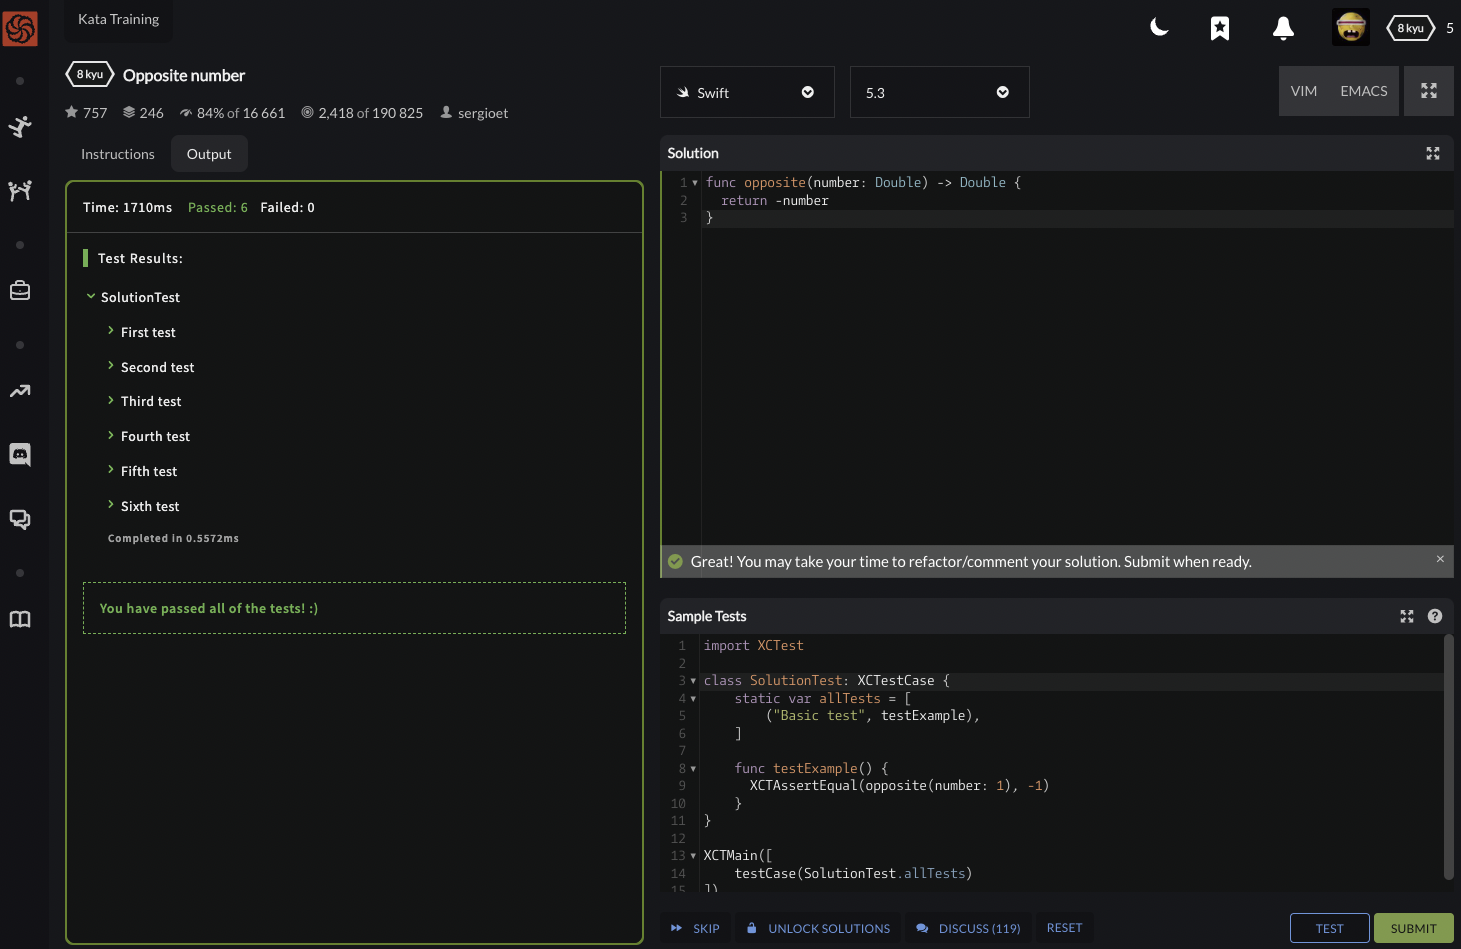 Kata Training
8 kyu 5
8 kyu Opposite number
757 246 84% of 16 661 2,418 of 190 825 sergioet
Instructions Output
Time: 1710ms Passed: 6 Failed: 0
Test Results:
SolutionTest
First test
Second test
Third test
Fourth test
Fifth test
Sixth test
Completed in 0.5572ms
You have passed all of the tests! :)
Swift 5.3 VIM EMACS
Solution
1 func opposite(number: Double) -> Double {
2 return -number
3 }
Great! You may take your time to refactor/comment your solution. Submit when ready. ×
Sample Tests
1 import XCTest
2
3 class SolutionTest: XCTestCase {
4 static var allTests = [
5 ("Basic test", testExample),
6 ]
7
8 func testExample() {
9 XCTAssertEqual(opposite(number: 1), -1)
10 }
11 }
12
13 XCTMain([
14 testCase(SolutionTest.allTests)
15 ])
SKIP UNLOCK SOLUTIONS DISCUSS (119) RESET TEST SUBMIT